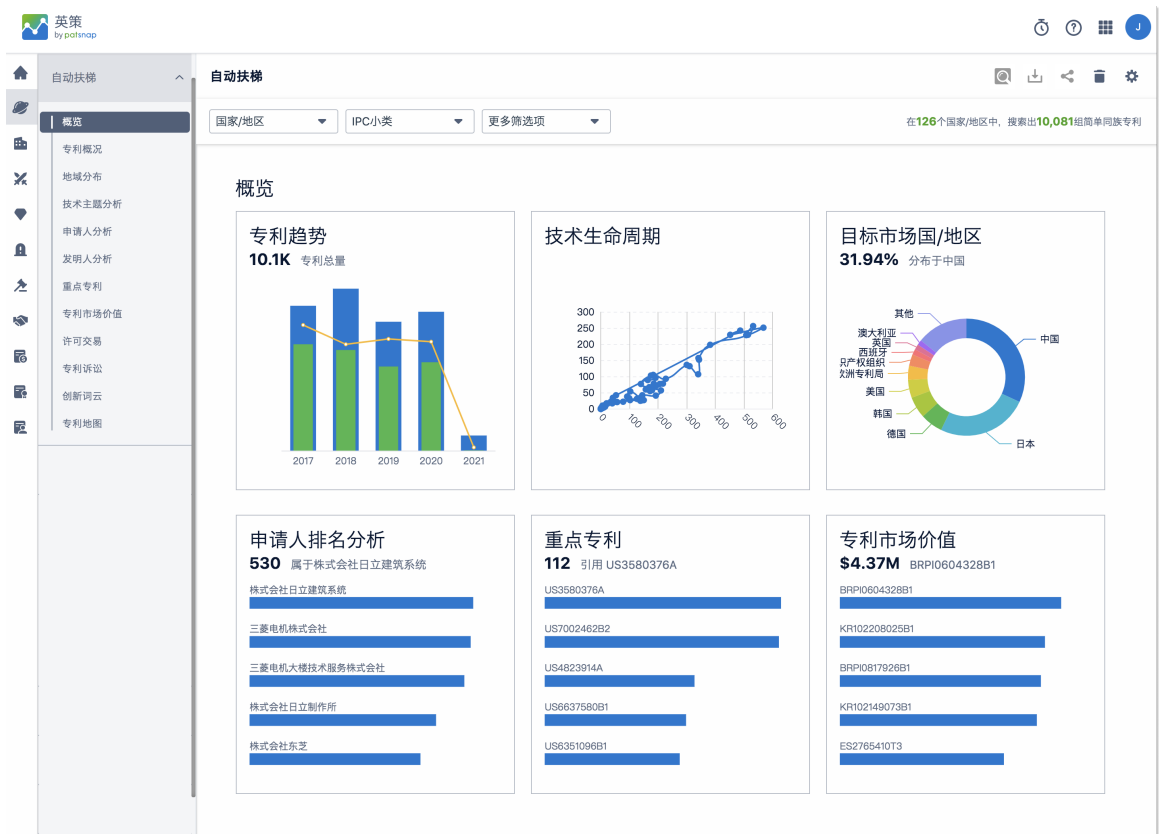 英策
by patsnap
J
自动扶梯
概览
专利概况
地域分布
技术主题分析
申请人分析
发明人分析
重点专利
专利市场价值
许可交易
专利诉讼
创新词云
专利地图
自动扶梯
国家/地区
IPC小类
更多筛选项
在126个国家/地区中，搜索出10,081组简单同族专利
概览
专利趋势
10.1K 专利总量
2017 2018 2019 2020 2021
技术生命周期
300
250
200
150
100
50
0
0 100 200 300 400 500 600
目标市场国/地区
31.94% 分布于中国
其他
澳大利亚
英国
西班牙
识产权组织
欧洲专利局
美国
韩国
德国
中国
日本
申请人排名分析
530 属于株式会社日立建筑系统
株式会社日立建筑系统
三菱电机株式会社
三菱电机大楼技术服务株式会社
株式会社日立制作所
株式会社东芝
重点专利
112 引用 US3580376A
US3580376A
US7002462B2
US4823914A
US6637580B1
US6351096B1
专利市场价值
$4.37M BRPI0604328B1
BRPI0604328B1
KR102208025B1
BRPI0817926B1
KR102149073B1
ES2765410T3